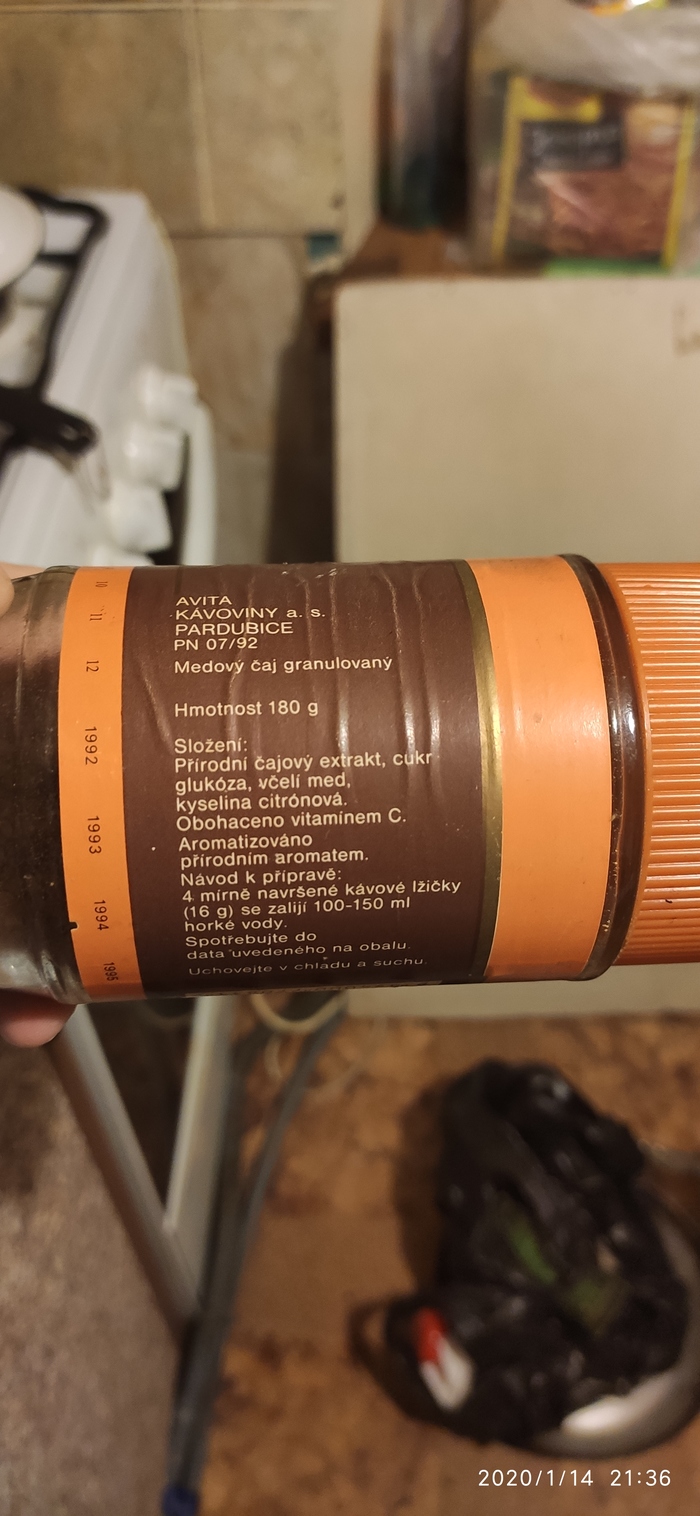 10
11
12
1992
1993
1994
1995
AVITA
KÁVOVINY a. s.
PARDUBICE
PN 07/92
Medový čaj granulovaný
Hmotnost 180 g
Složení:
Přírodní čajový extrakt, cukr
glukóza, včelí med,
kyselina citrónová.
Obohaceno vitamínem C.
Aromatizováno
přírodním aromatem.
Návod k přípravě:
4 mírně navršené kávové lžičky
(16 g) se zalijí 100-150 ml
horké vody.
Spotřebujte do
data uvedeného na obalu.
Uchovejte v chladu a suchu.
2020/1/14 21:36